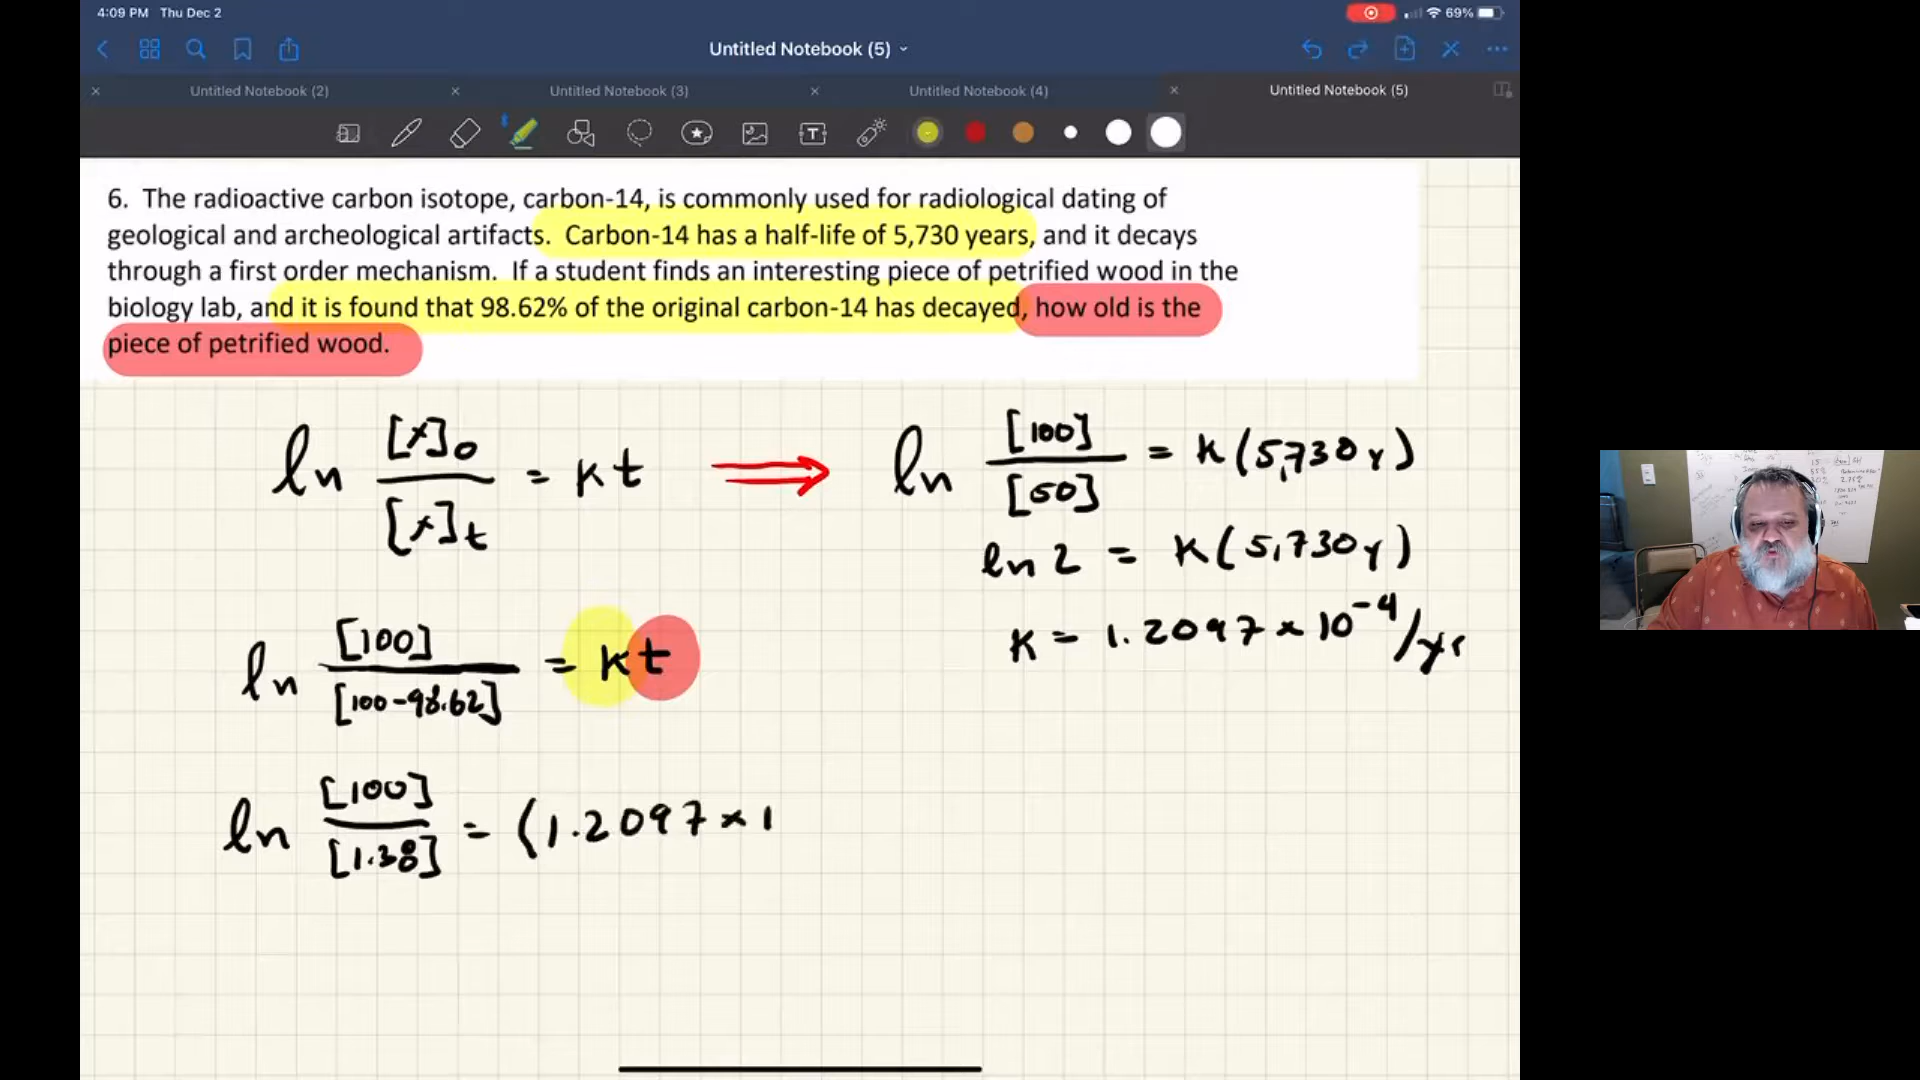 4:09 PM Thu Dec 2
69%
Untitled Notebook (5)
Untitled Notebook (2)
Untitled Notebook (3)
Untitled Notebook (4)
Untitled Notebook (5)
6. The radioactive carbon isotope, carbon-14, is commonly used for radiological dating of
geological and archeological artifacts. Carbon-14 has a half-life of 5,730 years, and it decays
through a first order mechanism. If a student finds an interesting piece of petrified wood in the
biology lab, and it is found that 98.62% of the original carbon-14 has decayed, how old is the
piece of petrified wood.
ln [x]₀ / [x]t = kt
ln [100] / [50] = k(5,730 y)
ln 2 = k(5,730 y)
k = 1.2097 × 10⁻⁴/yr
ln [100] / [100-98.62] = kt
ln [100] / [1.38] = (1.2097 × 1